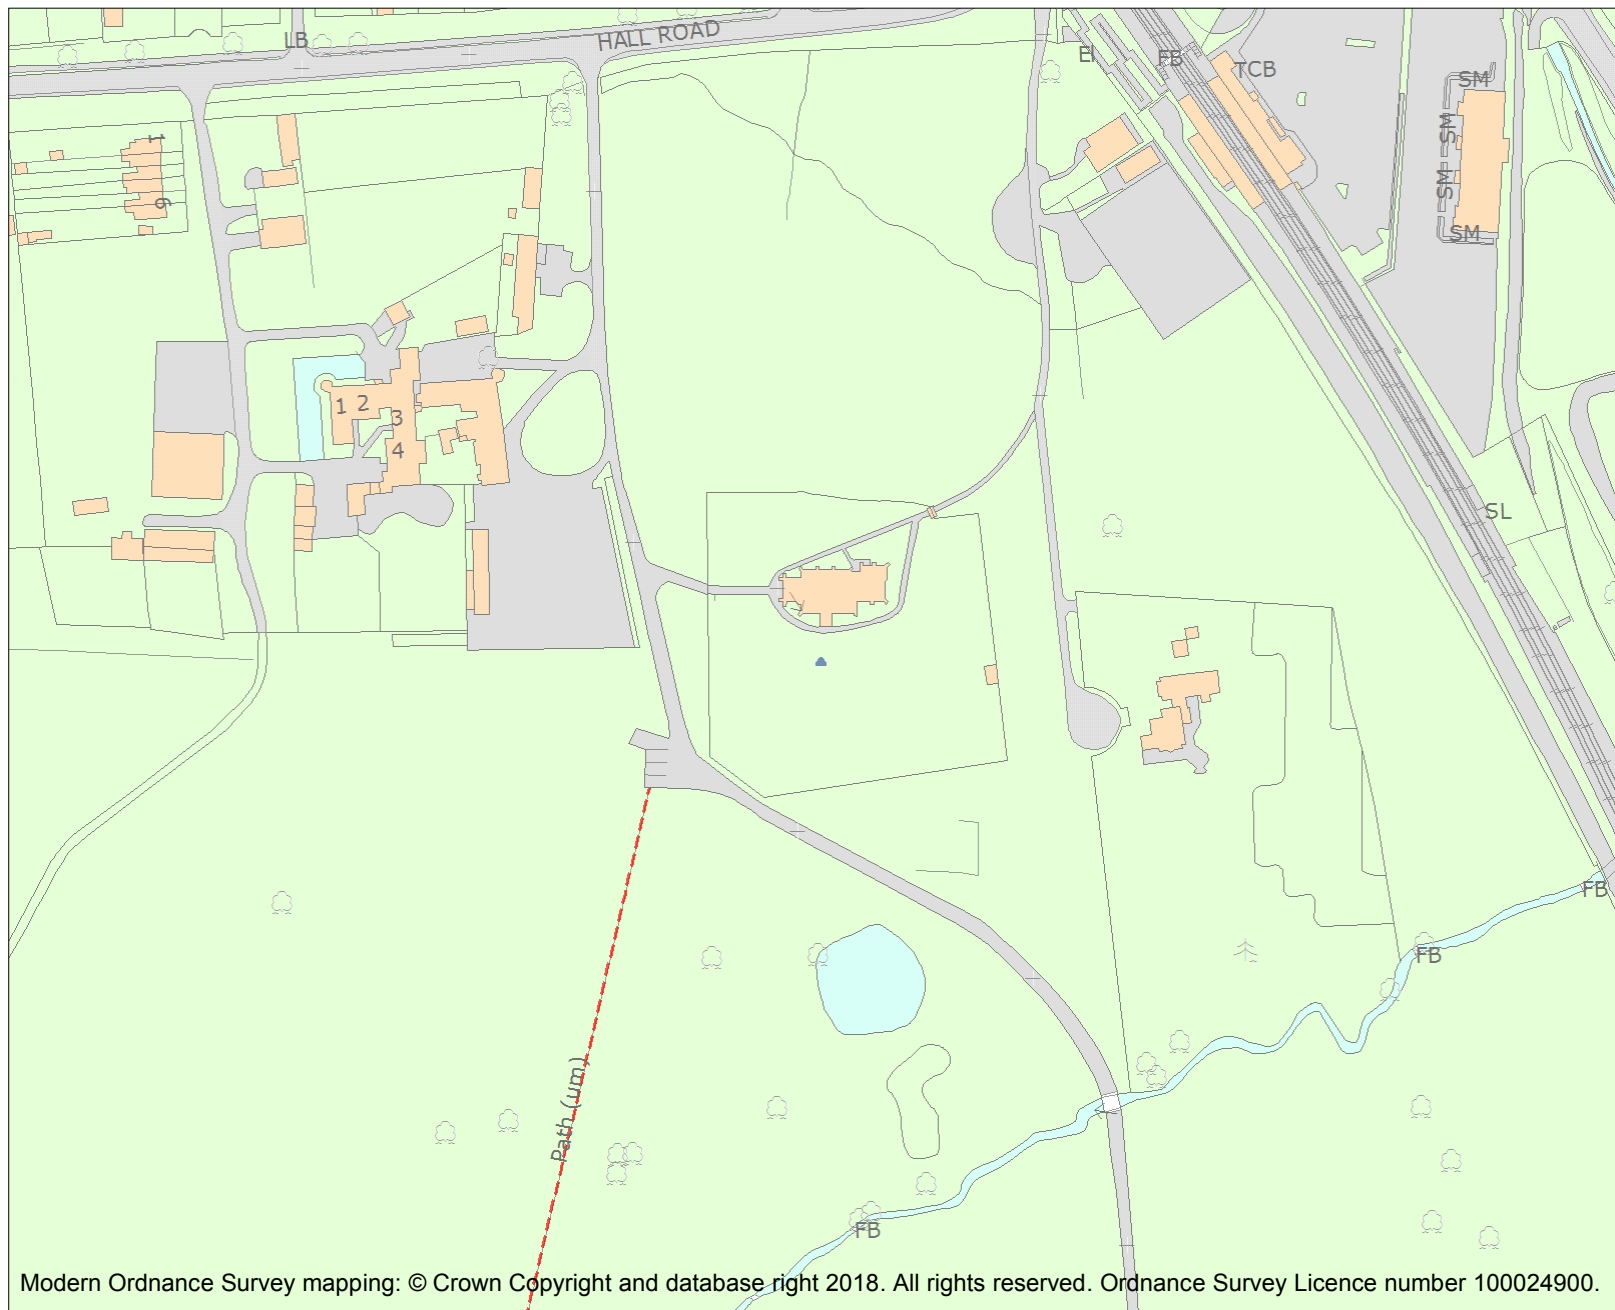 LB
HALL ROAD
El
FB
TCB
SM
SM
SM
SM
1
6
1
2
3
4
SL
FB
FB
Path (um)
FB
Modern Ordnance Survey mapping: © Crown Copyright and database right 2018. All rights reserved. Ordnance Survey Licence number 100024900.